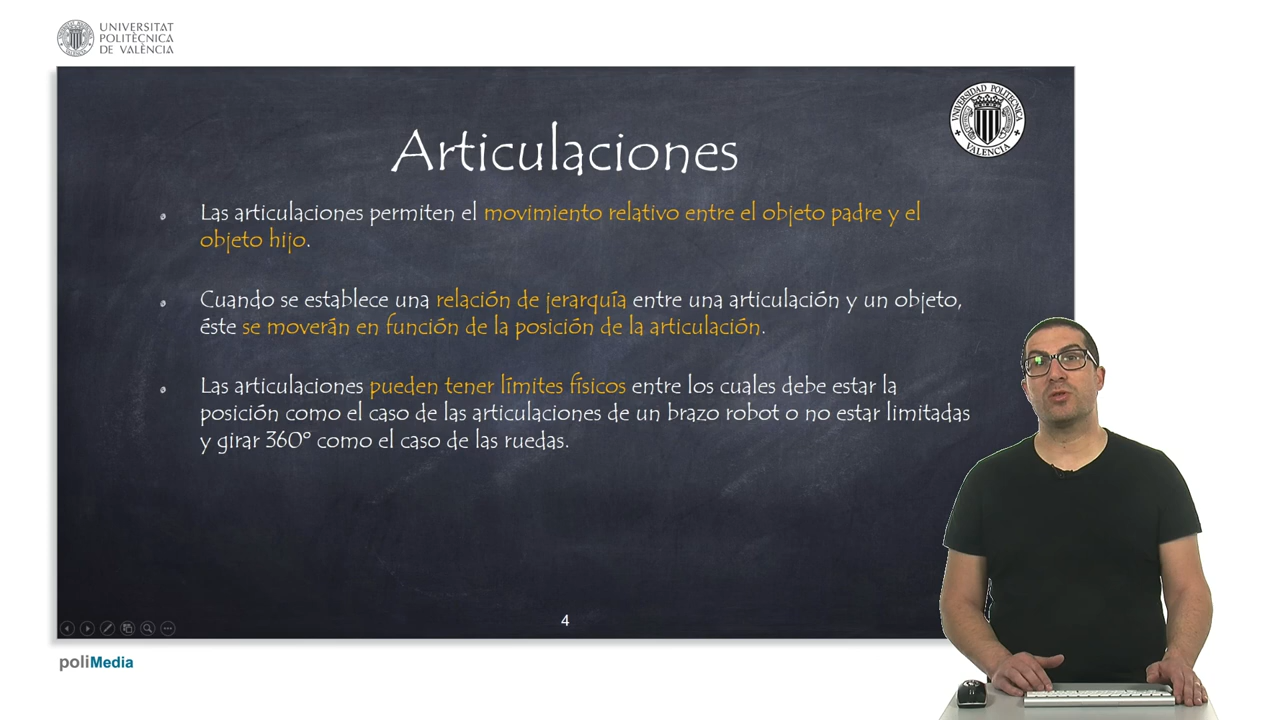 UNIVERSITAT
POLITÈCNICA
DE VALÈNCIA
UNIVERSIDAD POLITECNICA
VALENCIA
Articulaciones
Las articulaciones permiten el movimiento relativo entre el objeto padre y el
objeto hijo.
Cuando se establece una relación de jerarquía entre una articulación y un objeto,
éste se moverán en función de la posición de la articulación.
Las articulaciones pueden tener límites físicos entre los cuales debe estar la
posición como el caso de las articulaciones de un brazo robot o no estar limitadas
y girar 360º como el caso de las ruedas.
4
poliMedia